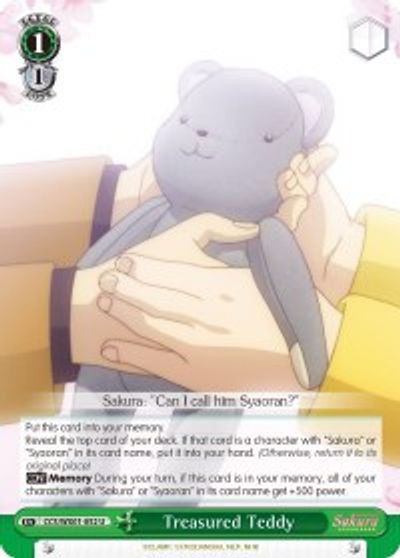 LEVEL
1
1
COST
Sakura: "Can I call him Syaoran?"
Put this card into your memory.
Reveal the top card of your deck. If that card is a character with "Sakura" or
"Syaoran" in its card name, put it into your hand. (Otherwise, return it to its
original place)
Memory During your turn, if this card is in your memory, all of your
characters with "Sakura" or "Syaoran" in its card name get +500 power.
EN
Treasured Teddy
Sakura